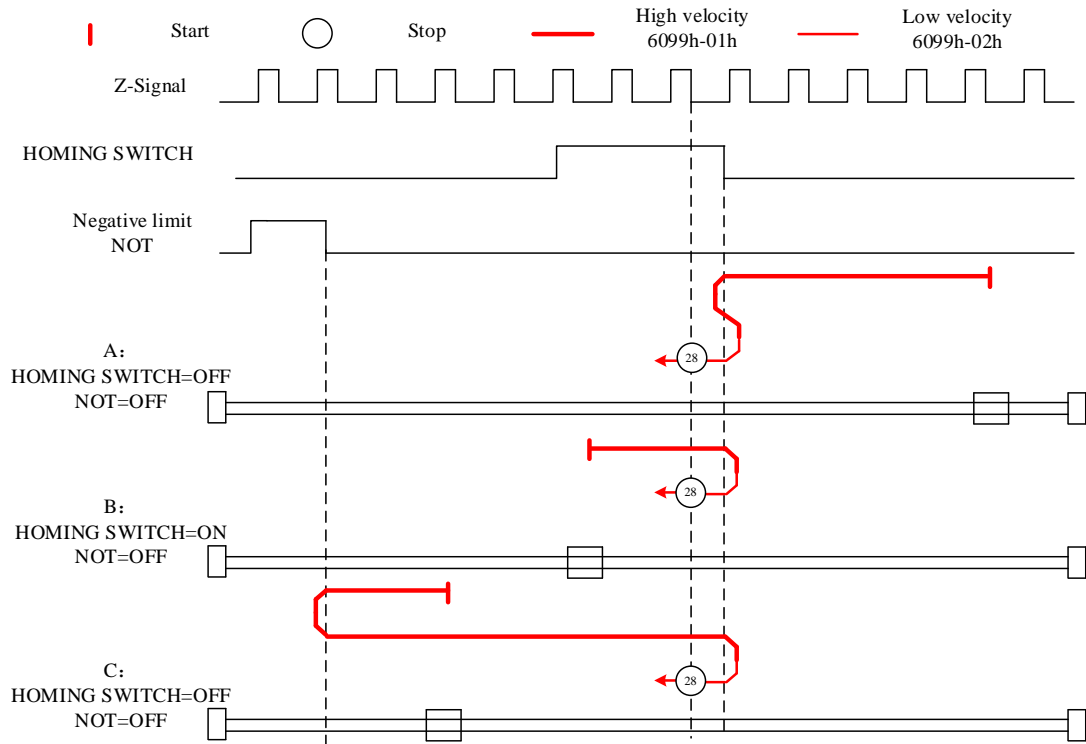 Start
Stop
High velocity
6099h-01h
Low velocity
6099h-02h
Z-Signal
HOMING SWITCH
Negative limit
NOT
A：
HOMING SWITCH=OFF
NOT=OFF
28
B：
HOMING SWITCH=ON
NOT=OFF
28
C：
HOMING SWITCH=OFF
NOT=OFF
28